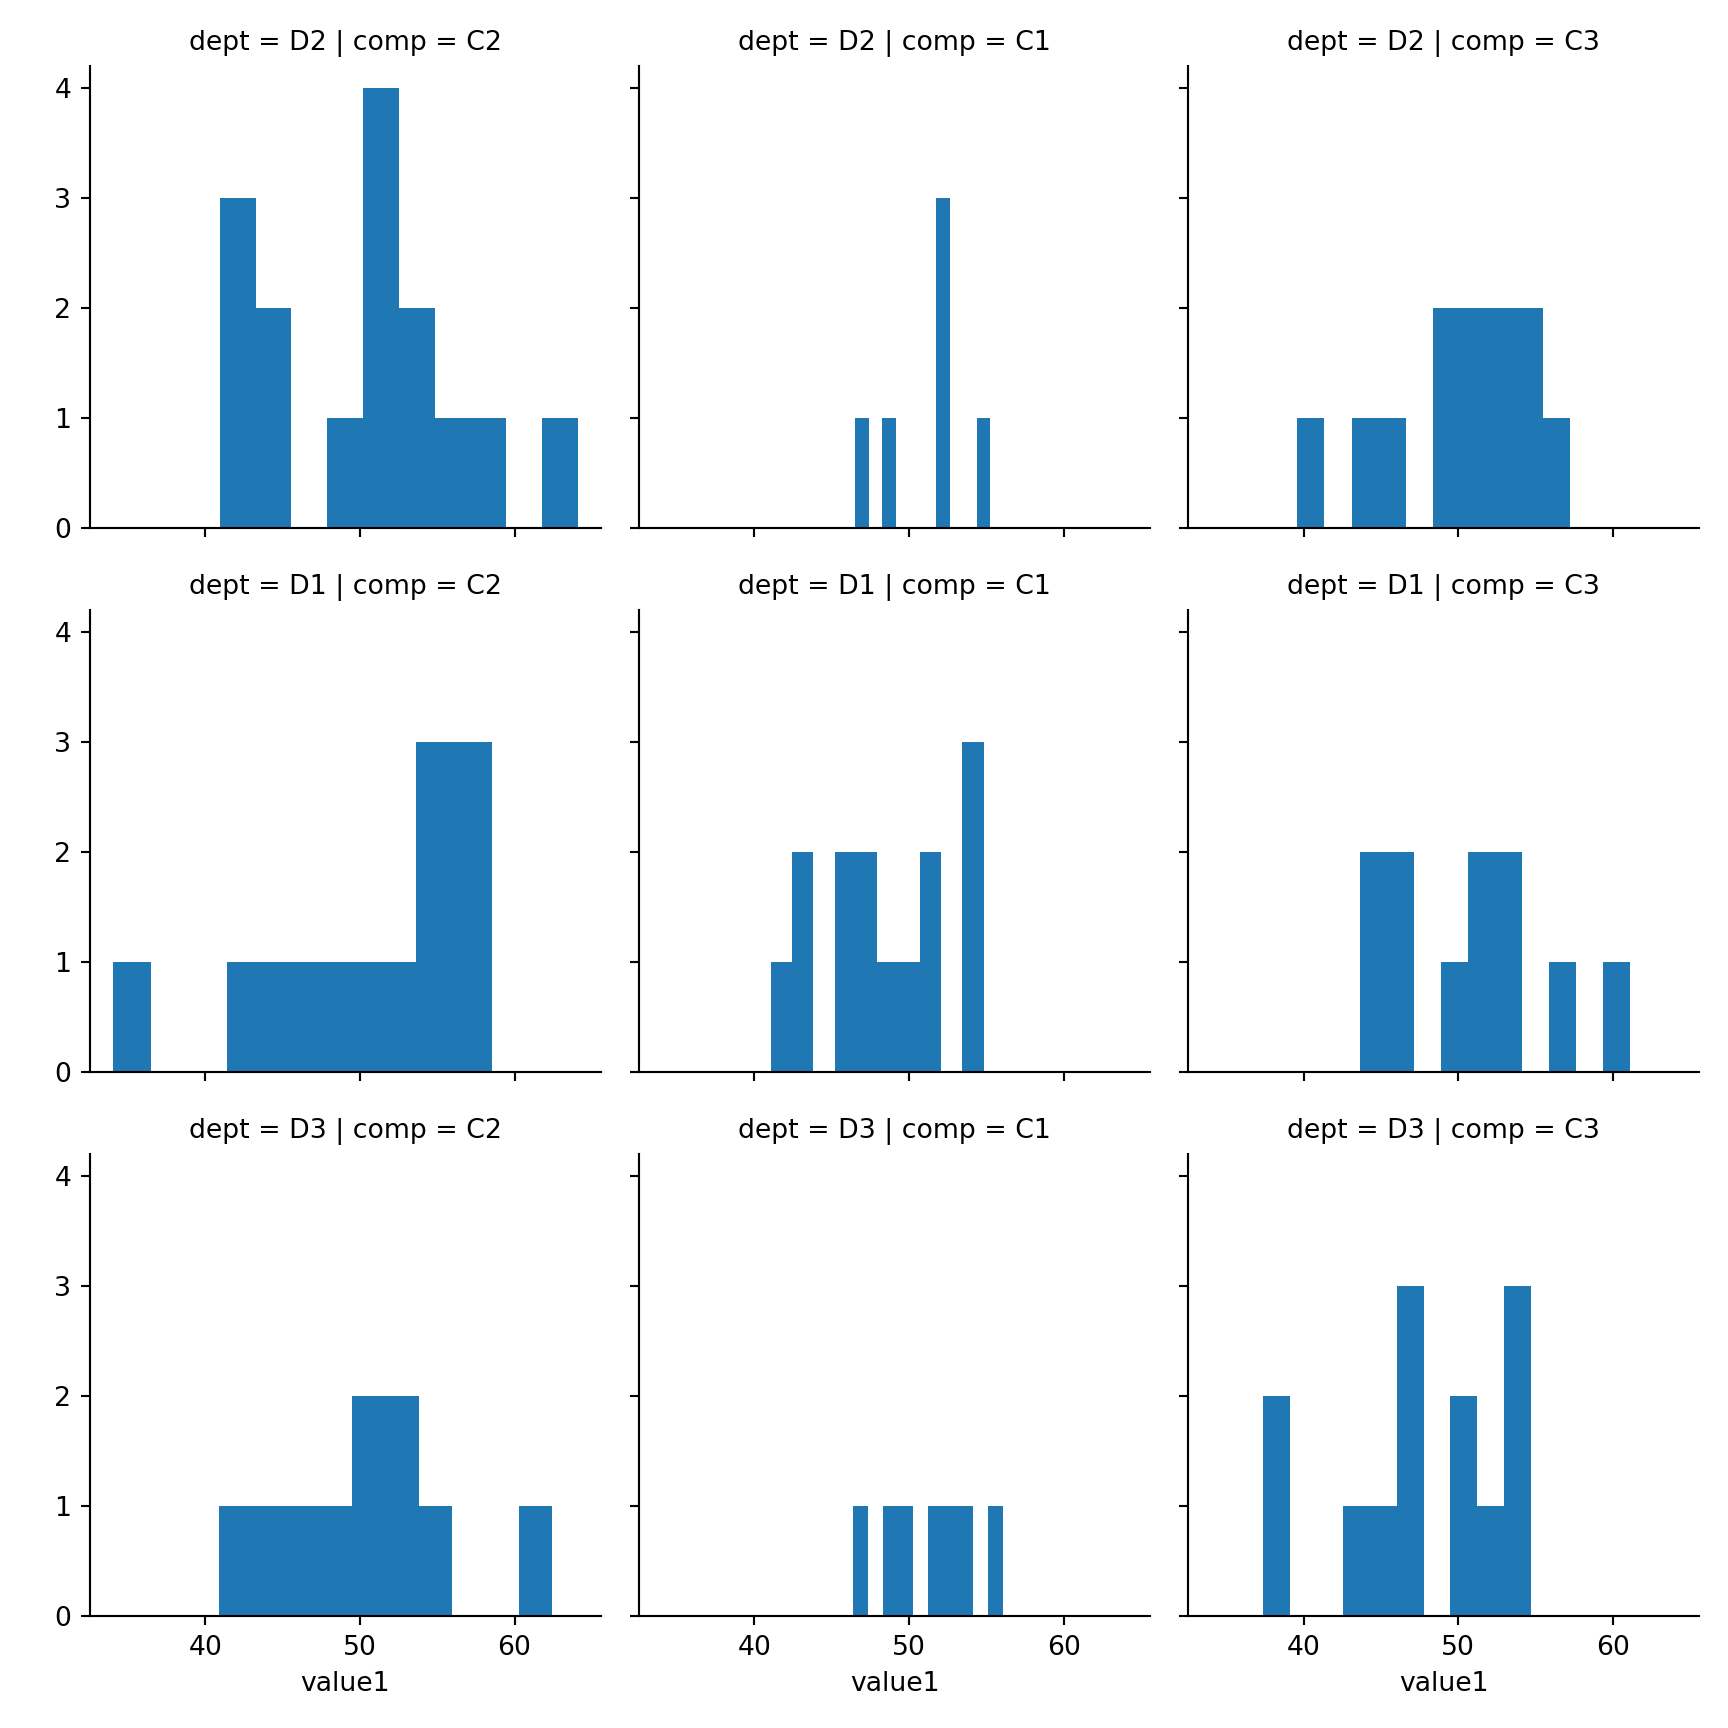 dept = D2 | comp = C2
dept = D2 | comp = C1
dept = D2 | comp = C3
4
3
2
1
0
dept = D1 | comp = C2
dept = D1 | comp = C1
dept = D1 | comp = C3
4
3
2
1
0
dept = D3 | comp = C2
dept = D3 | comp = C1
dept = D3 | comp = C3
4
3
2
1
0
40 50 60
40 50 60
40 50 60
value1
value1
value1